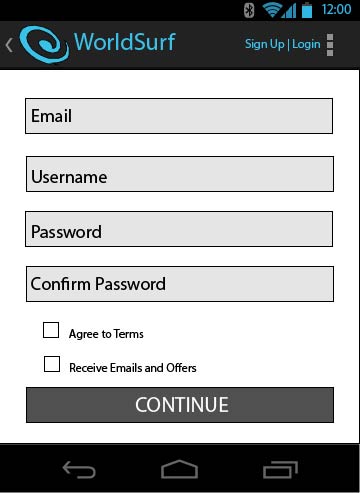 12:00
WorldSurf
Sign Up | Login
Email
Username
Password
Confirm Password
Agree to Terms
Receive Emails and Offers
CONTINUE